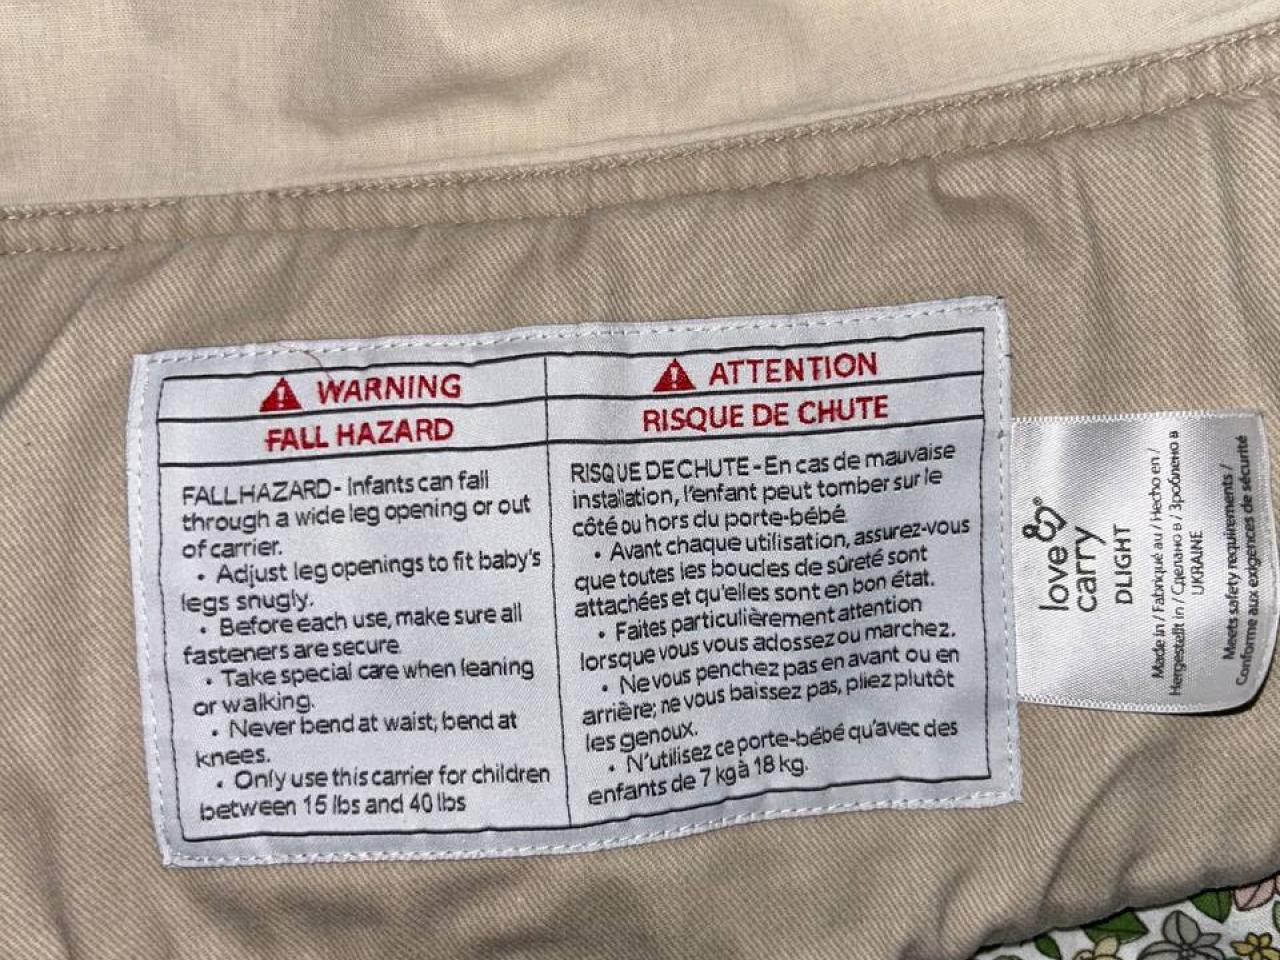 WARNING
FALL HAZARD
FALL HAZARD - Infants can fall
through a wide leg opening or out
of carrier.
• Adjust leg openings to fit baby's
legs snugly.
• Before each use, make sure all
fasteners are secure
• Take special care when leaning
or walking.
• Never bend at waist; bend at
knees.
• Only use this carrier for children
between 15 lbs and 40 lbs
ATTENTION
RISQUE DE CHUTE
RISQUE DE CHUTE - En cas de mauvaise
installation, l'enfant peut tomber sur le
côté ou hors du porte-bébé
• Avant chaque utilisation, assurez-vous
que toutes les boucles de sûreté sont
attachées et qu'elles sont en bon état.
• Faites particulièrement attention
lorsque vous vous adossez ou marchez.
• Ne vous penchez pas en avant ou en
arrière; ne vous baissez pas, pliez plutôt
les genoux.
• N'utilisez ce porte-bébé qu'avec des
enfants de 7 kg à 18 kg.
love &
carry®
DLIGHT
Made in / Fabriqué au / Hecho en /
Hergestellt in / Сделано в / Зроблено в
UKRAINE
Meets safety requirements /
Conforme aux exigences de sécurité